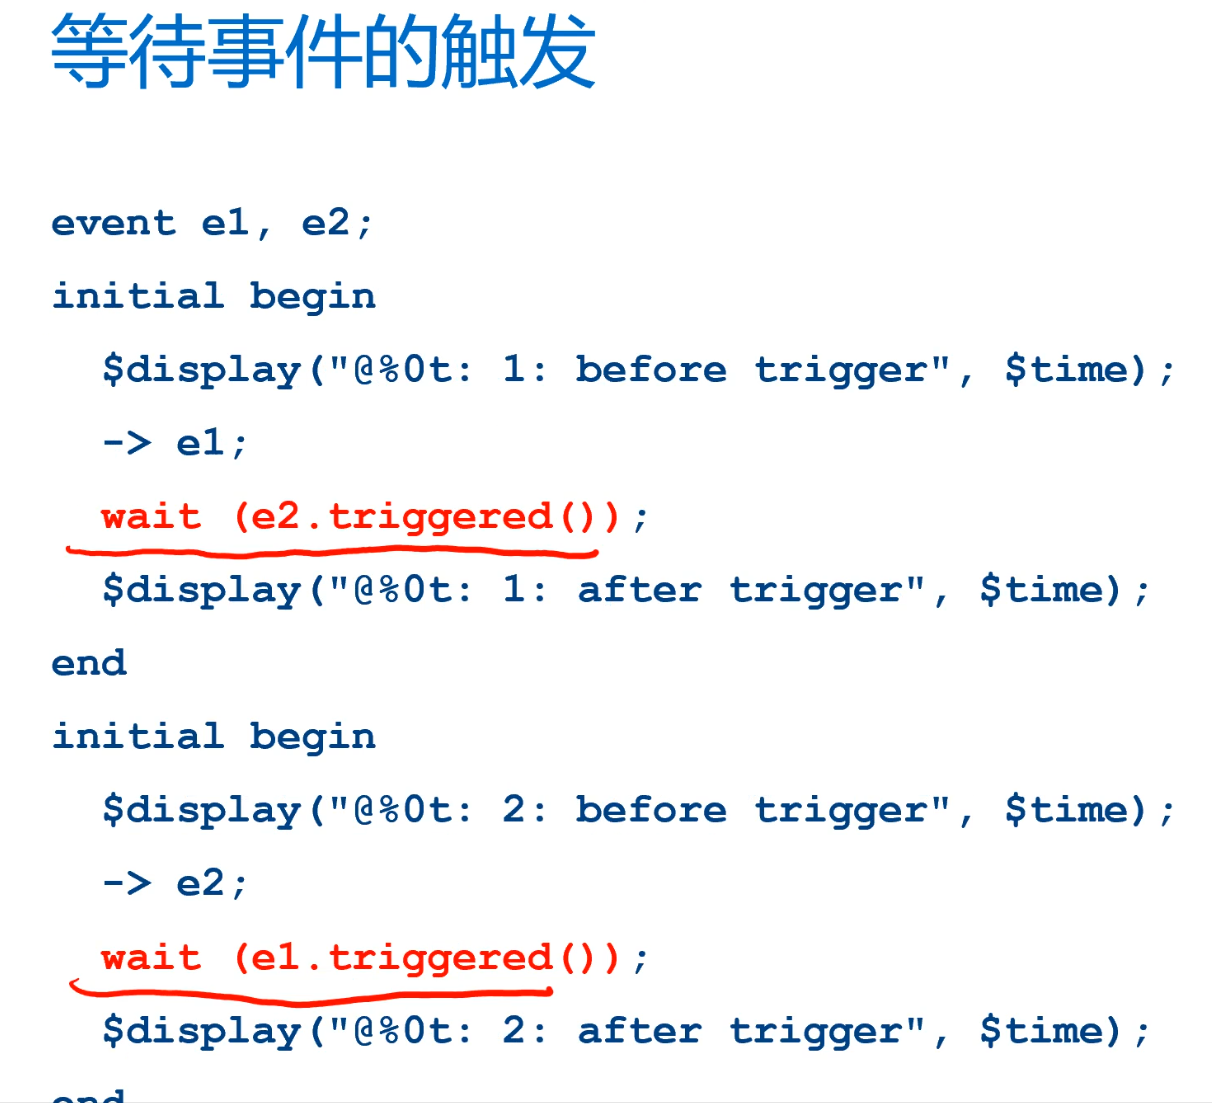 等待事件的触发
event e1, e2;
initial begin
$display("@%0t: 1: before trigger", $time);
-> e1;
wait (e2.triggered());
$display("@%0t: 1: after trigger", $time);
end
initial begin
$display("@%0t: 2: before trigger", $time);
-> e2;
wait (e1.triggered());
$display("@%0t: 2: after trigger", $time);
end